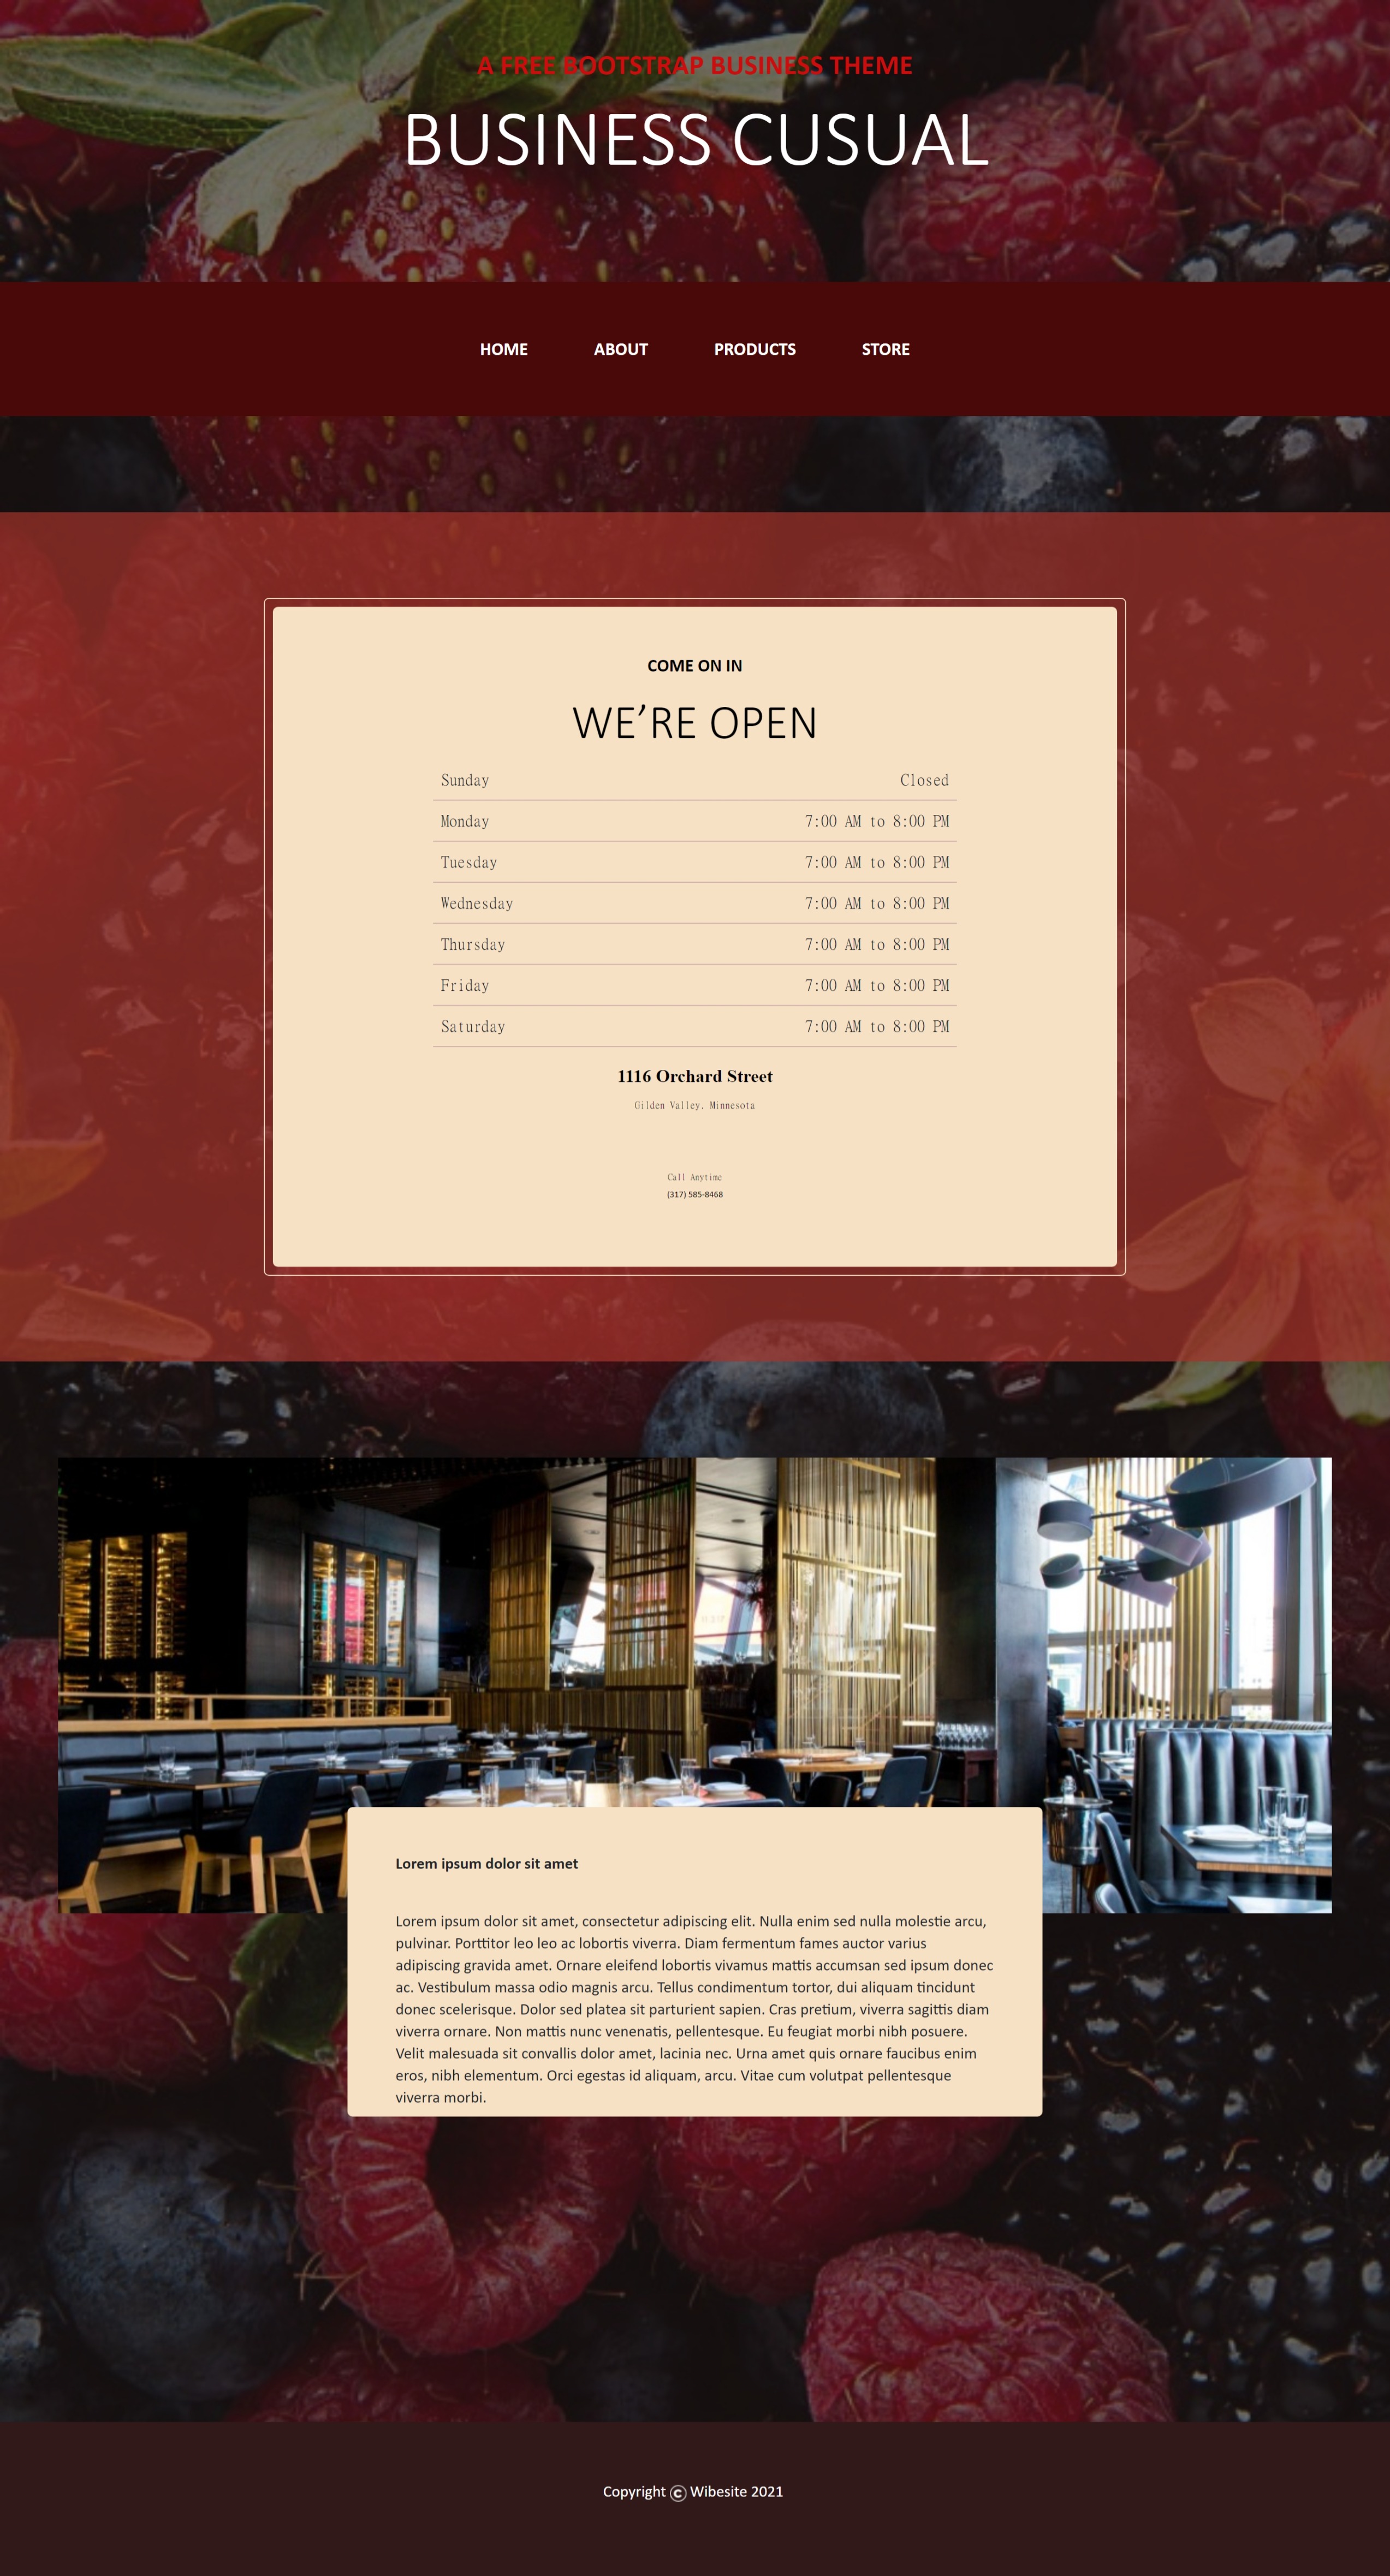 A FREE BOOTSTRAP BUSINESS THEME
BUSINESS CUSUAL
HOME ABOUT PRODUCTS STORE
COME ON IN
WE’RE OPEN
Sunday Closed
Monday 7:00 AM to 8:00 PM
Tuesday 7:00 AM to 8:00 PM
Wednesday 7:00 AM to 8:00 PM
Thursday 7:00 AM to 8:00 PM
Friday 7:00 AM to 8:00 PM
Saturday 7:00 AM to 8:00 PM
1116 Orchard Street
Gilden Valley, Minnesota
Call Anytime
(317) 585-8468
Lorem ipsum dolor sit amet
Lorem ipsum dolor sit amet, consectetur adipiscing elit. Nulla enim sed nulla molestie arcu,
pulvinar. Porttitor leo leo ac lobortis viverra. Diam fermentum fames auctor varius
adipiscing gravida amet. Ornare eleifend lobortis vivamus mattis accumsan sed ipsum donec
ac. Vestibulum massa odio magnis arcu. Tellus condimentum tortor, dui aliquam tincidunt
donec scelerisque. Dolor sed platea sit parturient sapien. Cras pretium, viverra sagittis diam
viverra ornare. Non mattis nunc venenatis, pellentesque. Eu feugiat morbi nibh posuere.
Velit malesuada sit convallis dolor amet, lacinia nec. Urna amet quis ornare faucibus enim
eros, nibh elementum. Orci egestas id aliquam, arcu. Vitae cum volutpat pellentesque
viverra morbi.
Copyright © Wibesite 2021